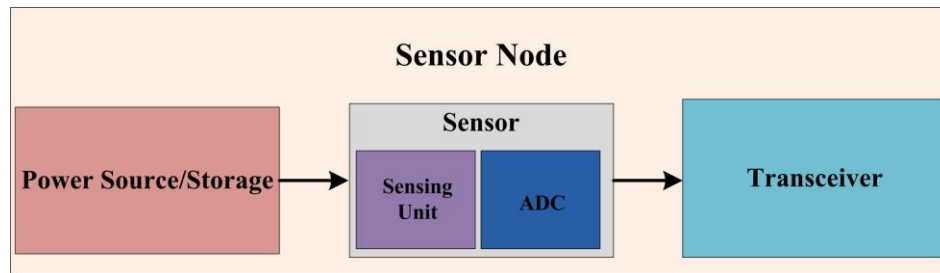 Sensor Node
Power Source/Storage
Sensor
Sensing
Unit
ADC
Transceiver